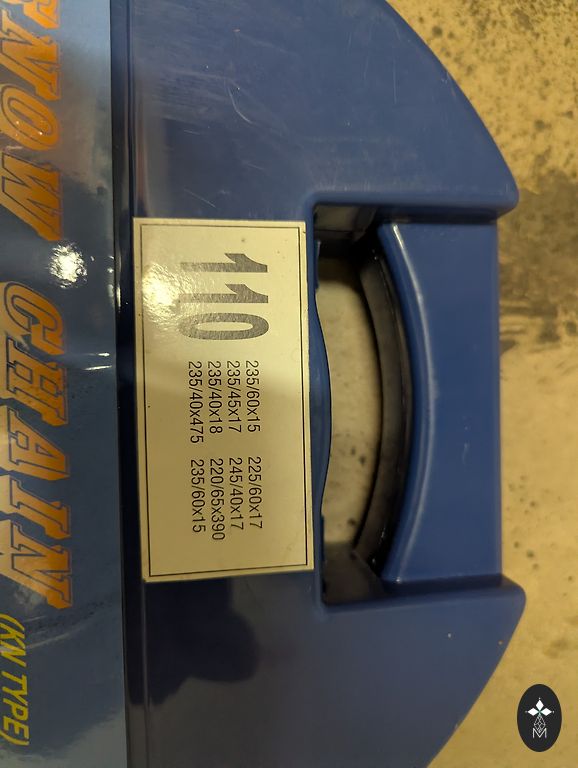 110
235/60x15 225/60x17
235/45x17 245/40x17
235/40x18 220/65x390
235/40x475 235/60x15
SNOW CHAIN (KN TYPE)
M